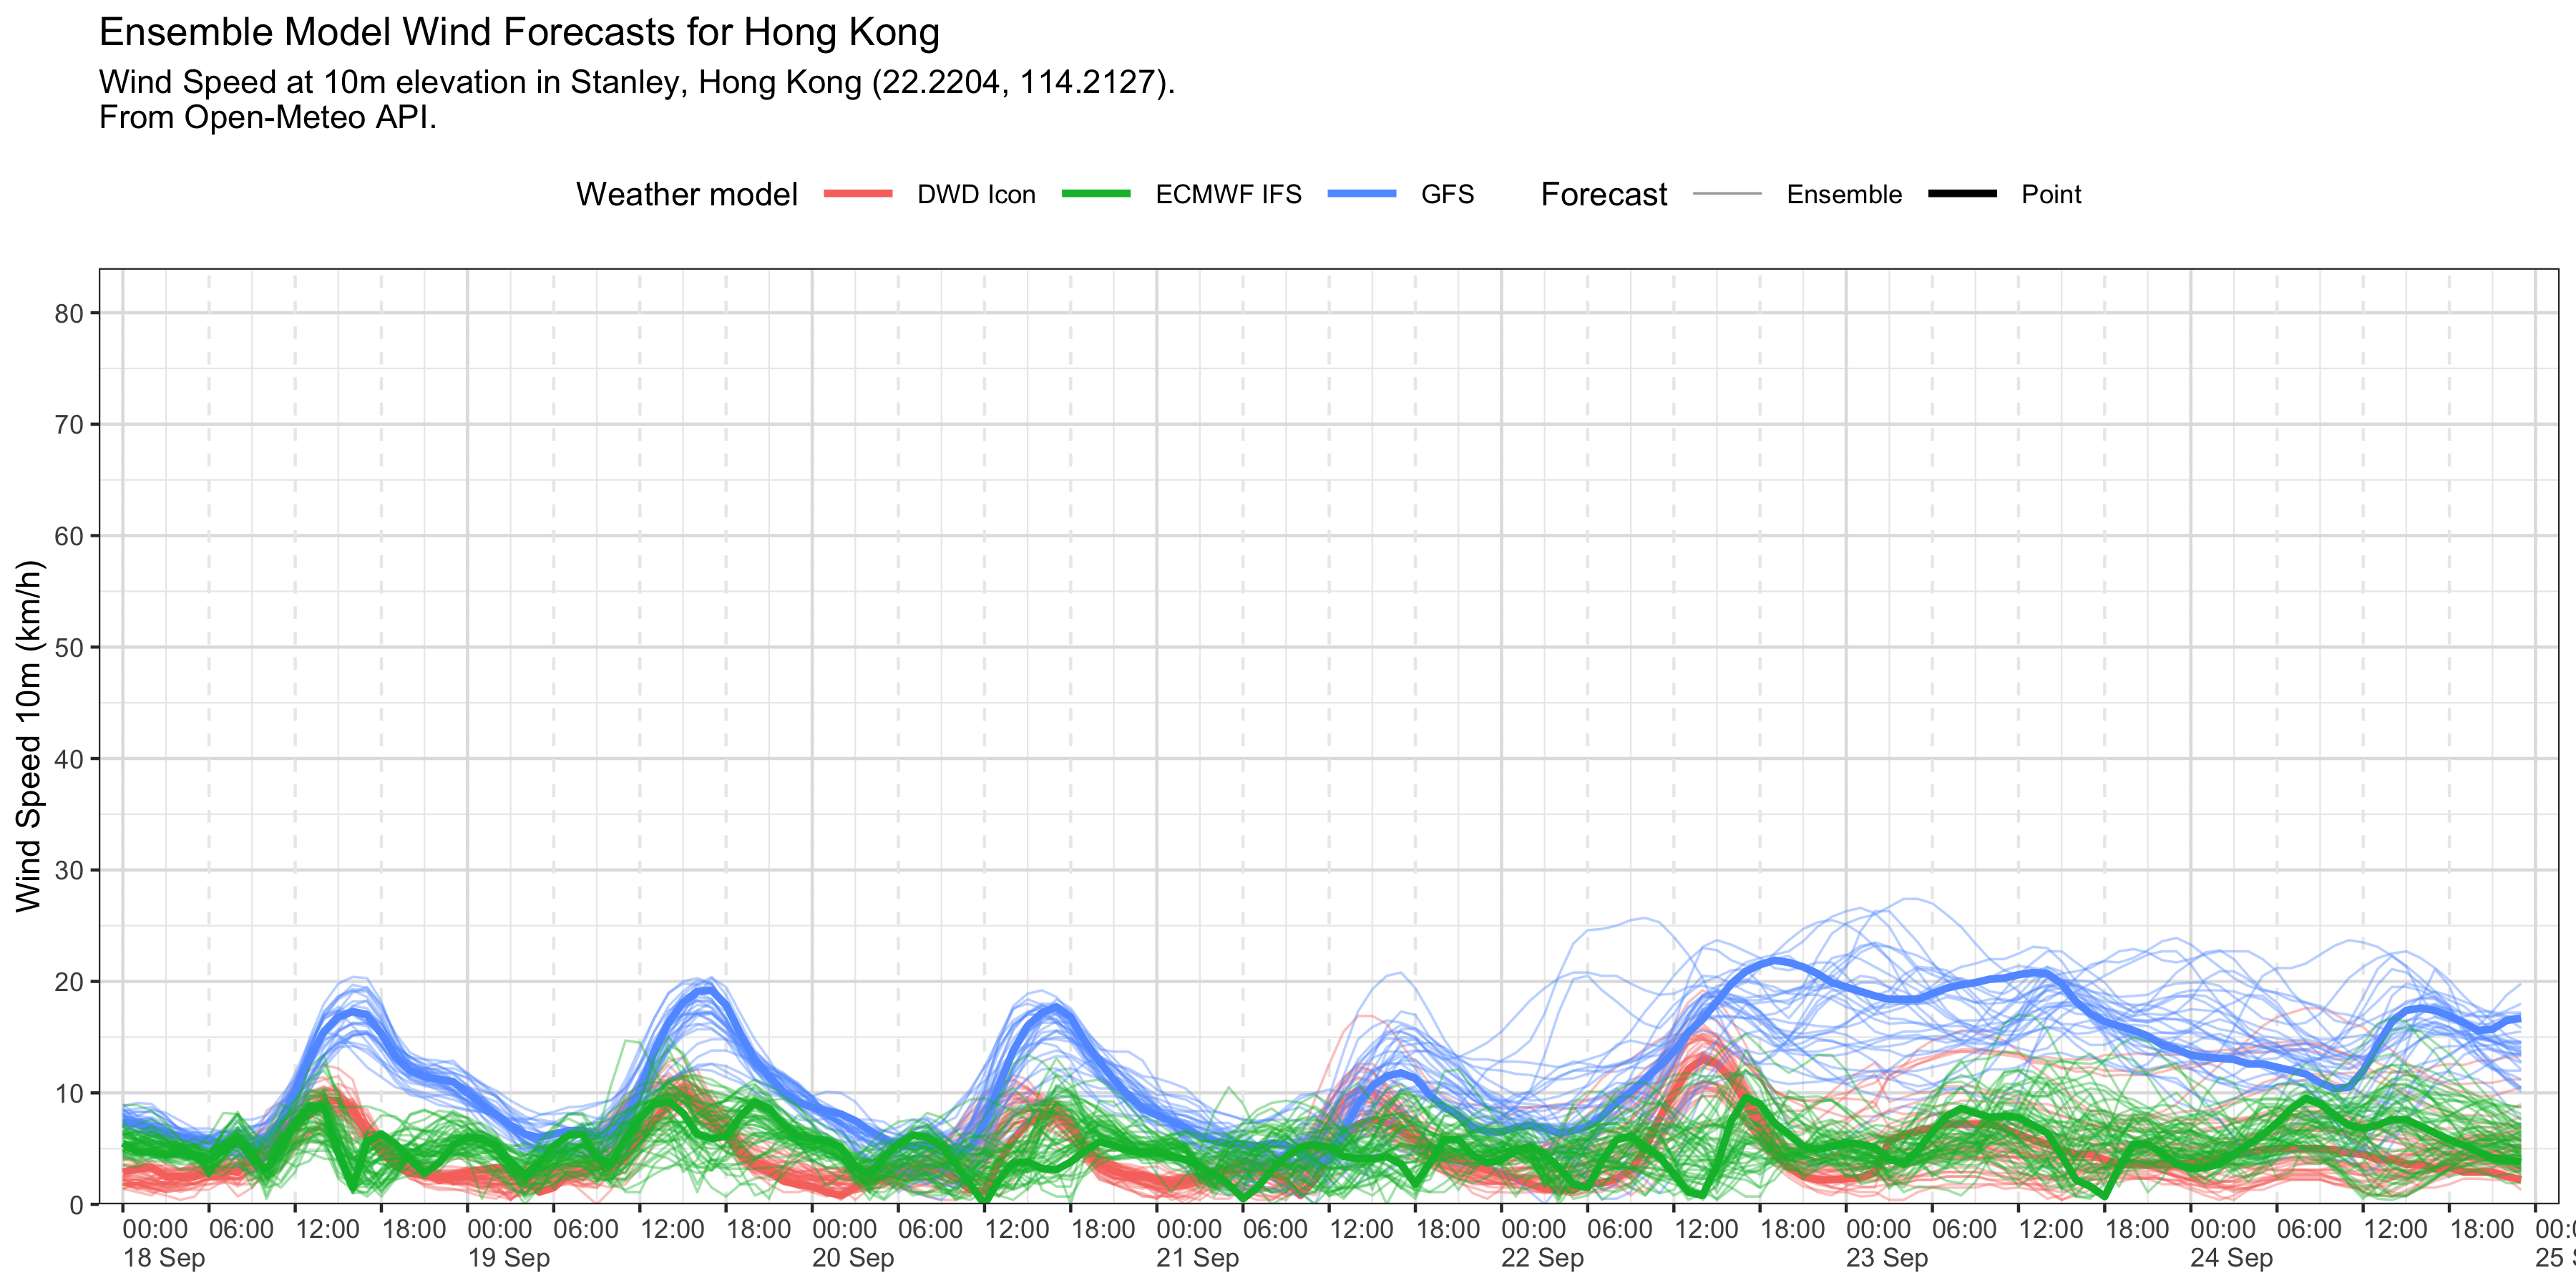 Ensemble Model Wind Forecasts for Hong Kong
Wind Speed at 10m elevation in Stanley, Hong Kong (22.2204, 114.2127).
From Open-Meteo API.
Weather model DWD Icon ECMWF IFS GFS Forecast Ensemble Point
Wind Speed 10m (km/h)
80
70
60
50
40
30
20
10
0
00:00 06:00 12:00 18:00 00:00 06:00 12:00 18:00 00:00 06:00 12:00 18:00 00:00 06:00 12:00 18:00 00:00 06:00 12:00 18:00 00:00 06:00 12:00 18:00 00:00 06:00 12:00 18:00 00:0
18 Sep 19 Sep 20 Sep 21 Sep 22 Sep 23 Sep 24 Sep 25 S